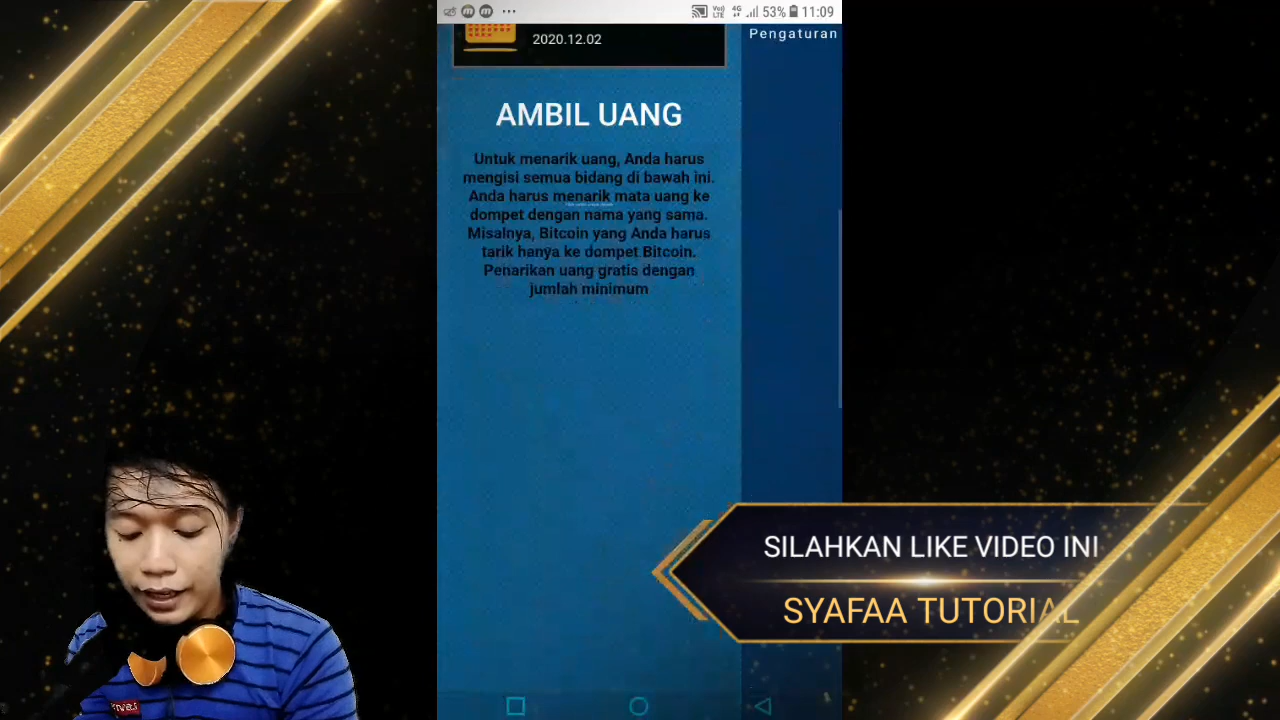 53% 11:09
Pengaturan
2020.12.02
AMBIL UANG
Untuk menarik uang, Anda harus
mengisi semua bidang di bawah ini.
Anda harus menarik mata uang ke
dompet dengan nama yang sama.
Misalnya, Bitcoin yang Anda harus
tarik hanya ke dompet Bitcoin.
Penarikan uang gratis dengan
jumlah minimum
SILAHKAN LIKE VIDEO INI
SYAFAA TUTORIAL